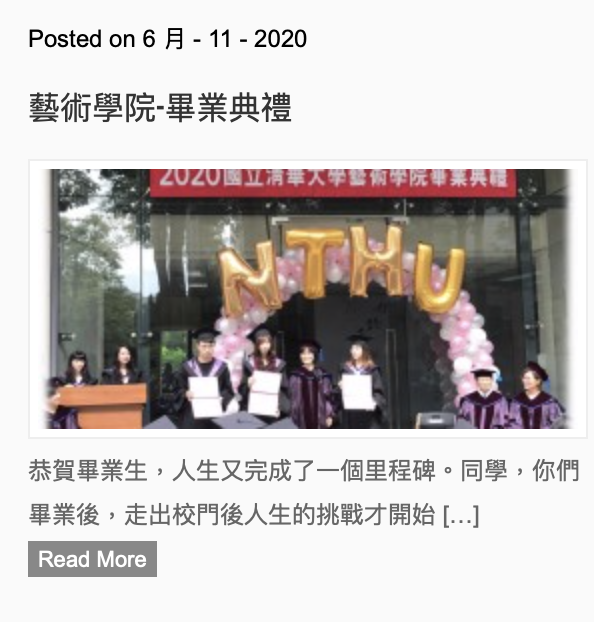 Posted on 6 月 - 11 - 2020
藝術學院-畢業典禮
2020國立清華大學藝術學院畢業典禮
NTHU
恭賀畢業生，人生又完成了一個里程碑。同學，你們
畢業後，走出校門後人生的挑戰才開始 [...]
Read More